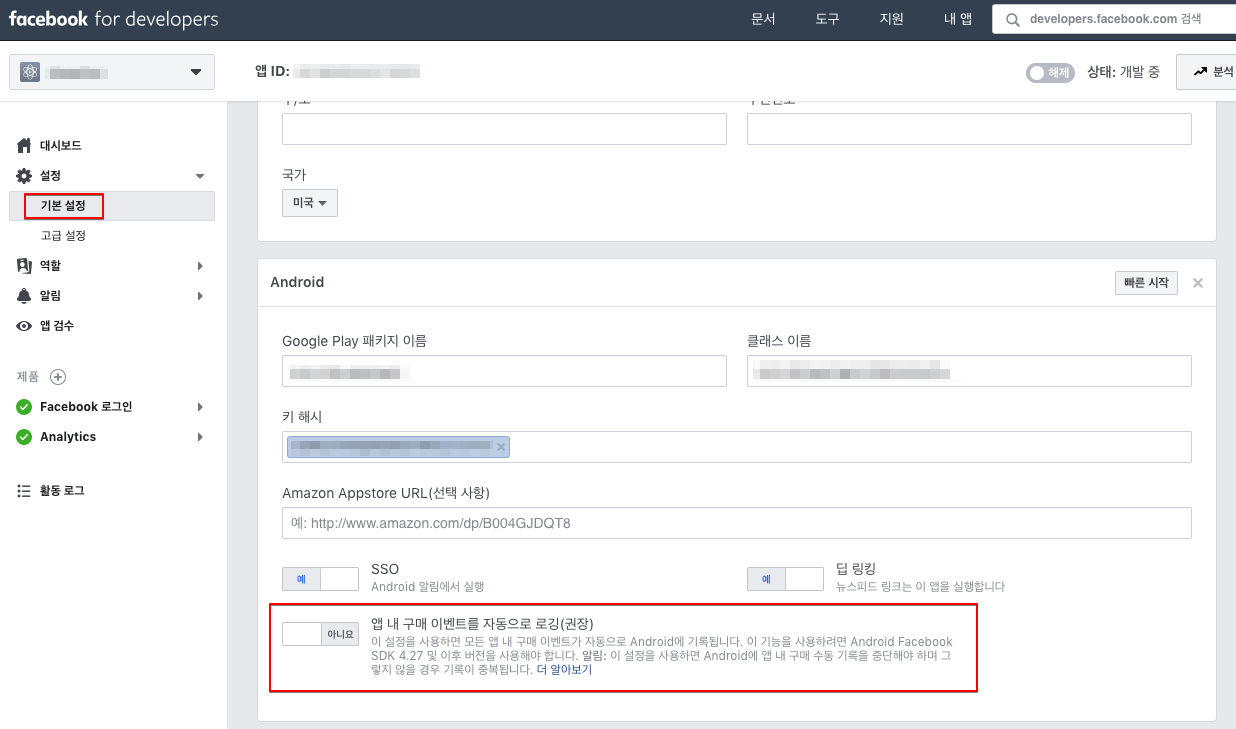 facebook for developers
문서
도구
지원
내 앱
developers.facebook.com 검색
앱 ID:
해제
상태: 개발 중
분석
대시보드
설정
기본 설정
고급 설정
역할
알림
앱 검수
제품
Facebook 로그인
Analytics
활동 로그
국가
미국
Android
빠른 시작
Google Play 패키지 이름
클래스 이름
키 해시
Amazon Appstore URL(선택 사항)
예: http://www.amazon.com/dp/B004GJDQT8
예
SSO
Android 알림에서 실행
예
딥 링킹
뉴스피드 링크는 이 앱을 실행합니다
아니요
앱 내 구매 이벤트를 자동으로 로깅(권장)
이 설정을 사용하면 모든 앱 내 구매 이벤트가 자동으로 Android에 기록됩니다. 이 기능을 사용하려면 Android Facebook
SDK 4.27 및 이후 버전을 사용해야 합니다. 알림: 이 설정을 사용하면 Android에 앱 내 구매 수동 기록을 중단해야 하며 그
렇지 않을 경우 기록이 중복됩니다. 더 알아보기